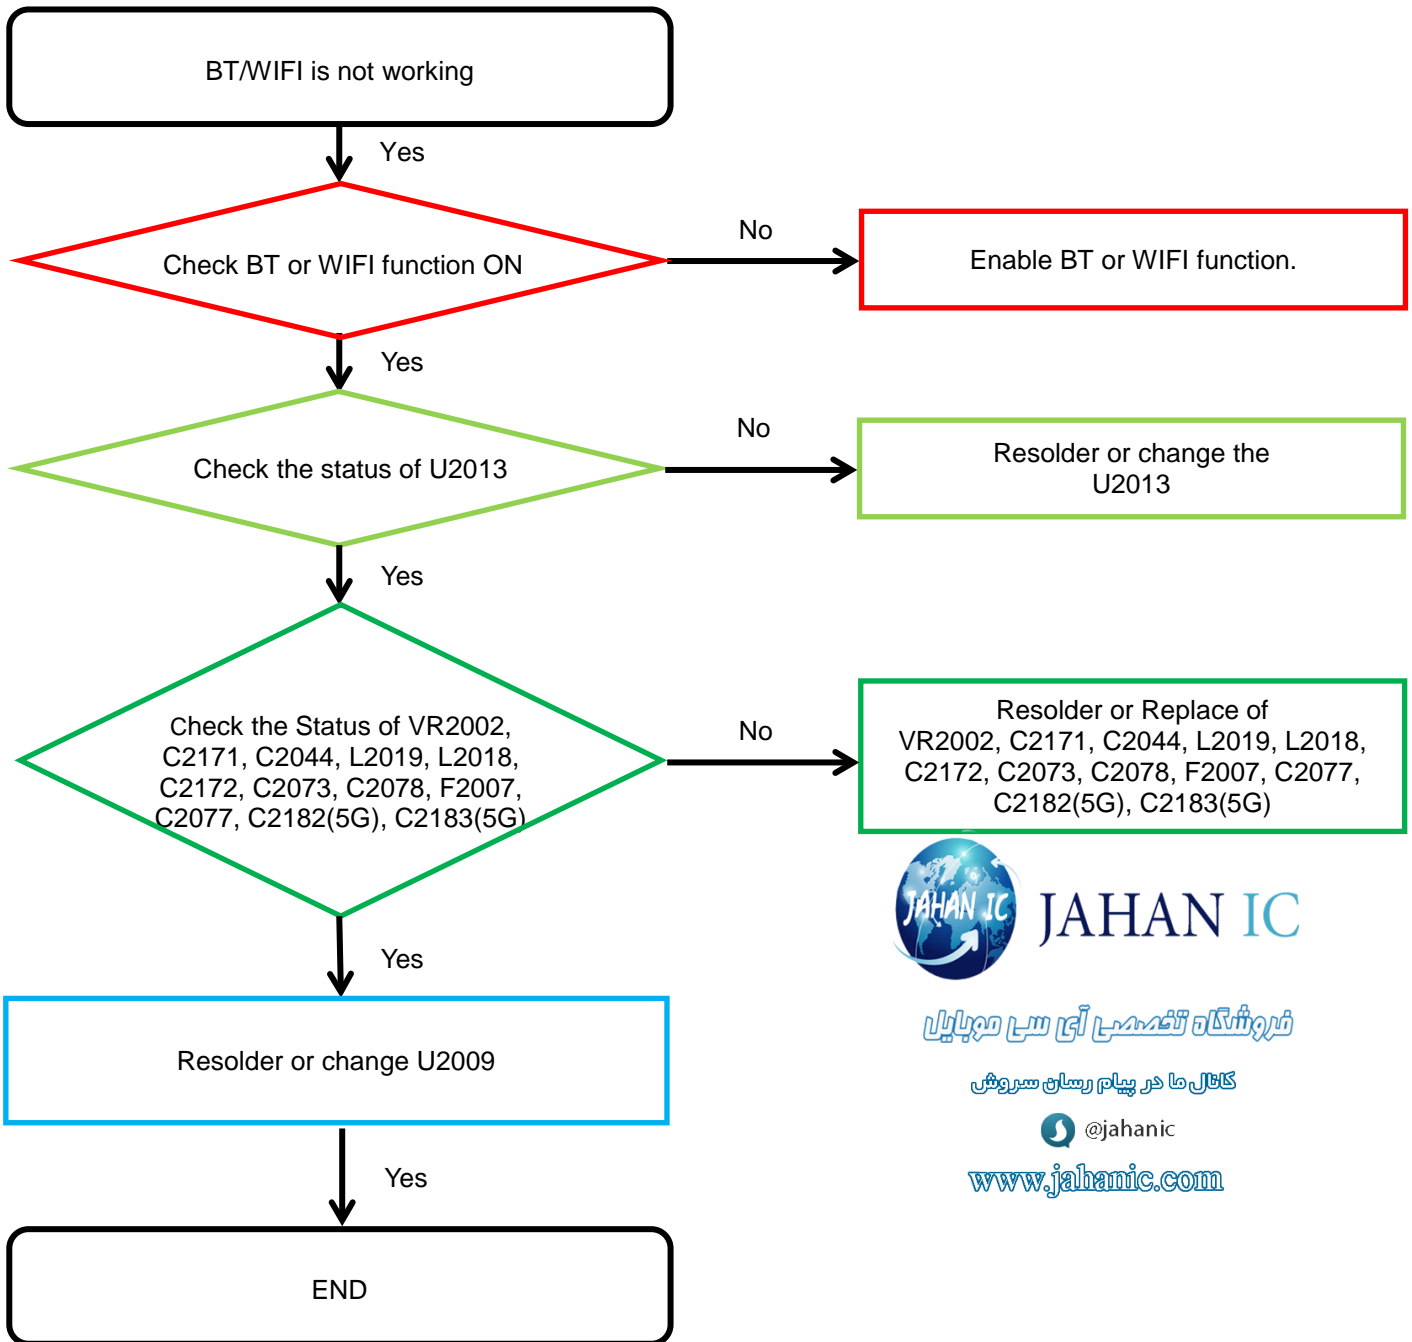 BT/WIFI is not working
Yes
Check BT or WIFI function ON
No
Enable BT or WIFI function.
Yes
Check the status of U2013
No
Resolder or change the
U2013
Yes
Check the Status of VR2002,
C2171, C2044, L2019, L2018,
C2172, C2073, C2078, F2007,
C2077, C2182(5G), C2183(5G)
No
Resolder or Replace of
VR2002, C2171, C2044, L2019, L2018,
C2172, C2073, C2078, F2007, C2077,
C2182(5G), C2183(5G)
JAHAN IC
JAHAN IC
فروشگاه تخصصی آی سی موبایل
کانال ما در پیام رسان سروش
@jahanic
www.jahanic.com
Yes
Resolder or change U2009
Yes
END